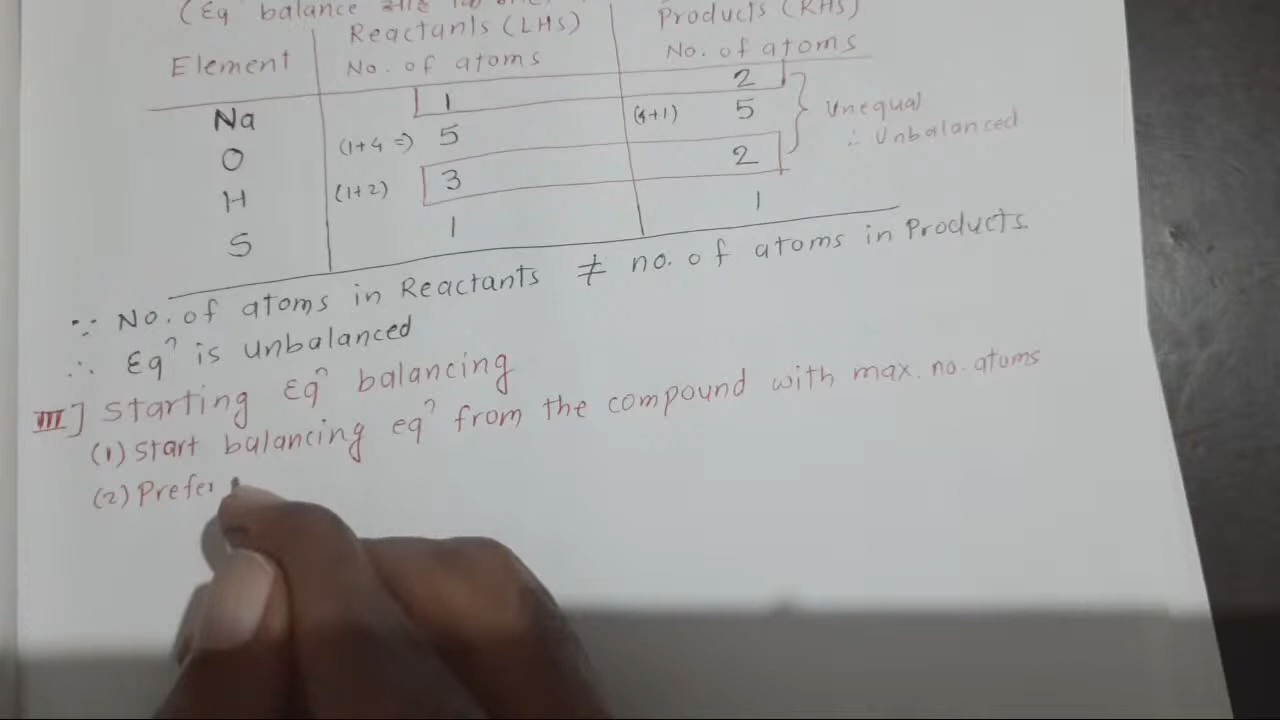 (Eq balance आहे कि
Reactants (LHS) Products (RHS)
Element No. of atoms No. of atoms
Na 1 2
O (1+4 =) 5 (4+1) 5
H (1+2) 3 2
S 1 1
Unequal
∴ Unbalanced
∵ No. of atoms in Reactants ≠ no. of atoms in Products
∴ Eqⁿ is unbalanced
III] Starting Eqⁿ balancing
(1) Start balancing eqⁿ from the compound with max. no. atoms
(2) Prefer